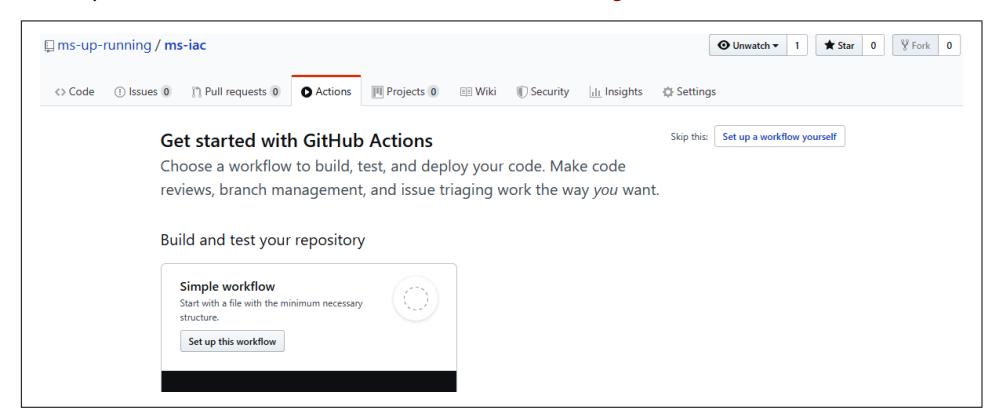 ms-up-running / ms-iac
Unwatch 1 Star 0 Fork 0
<> Code Issues 0 Pull requests 0 Actions Projects 0 Wiki Security Insights Settings
Get started with GitHub Actions
Skip this: Set up a workflow yourself
Choose a workflow to build, test, and deploy your code. Make code
reviews, branch management, and issue triaging work the way you want.
Build and test your repository
Simple workflow
Start with a file with the minimum necessary
structure.
Set up this workflow